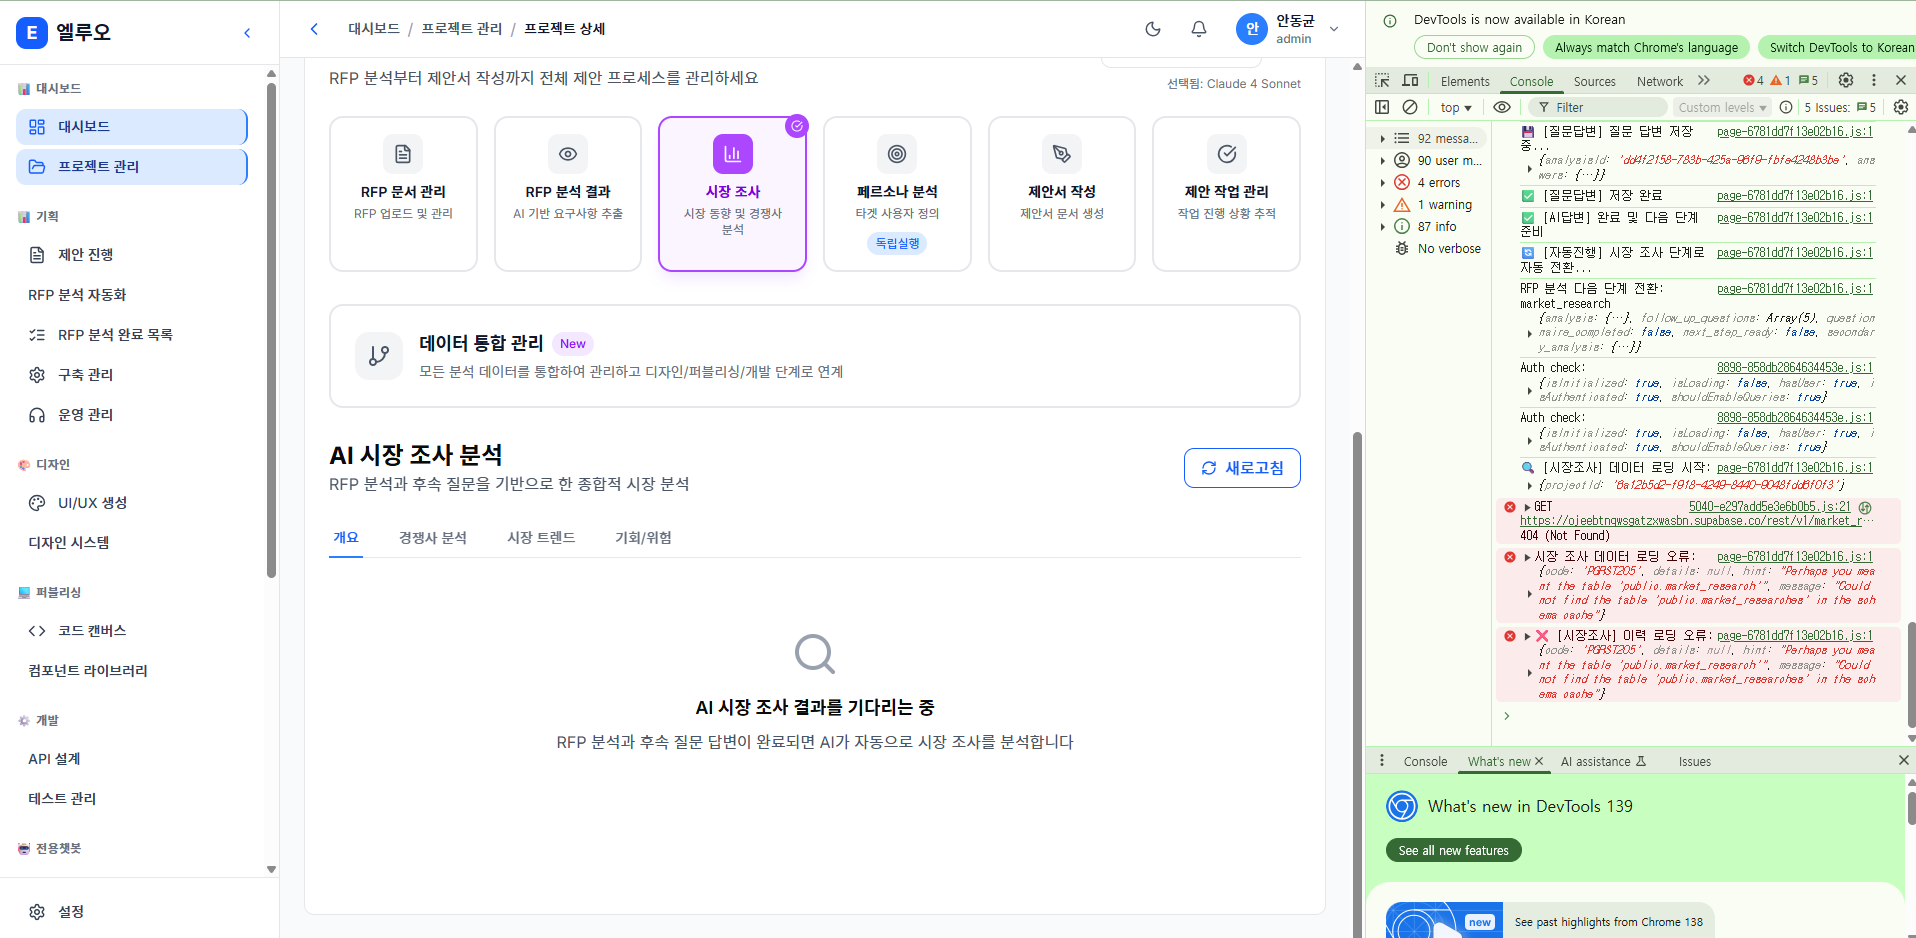 E 엘루오
대시보드
대시보드
프로젝트 관리
기획
제안 진행
RFP 분석 자동화
RFP 분석 완료 목록
구축 관리
운영 관리
디자인
UI/UX 생성
디자인 시스템
퍼블리싱
코드 캔버스
컴포넌트 라이브러리
개발
API 설계
테스트 관리
전용챗봇
설정
대시보드 / 프로젝트 관리 / 프로젝트 상세
안
안동균
admin
RFP 분석부터 제안서 작성까지 전체 제안 프로세스를 관리하세요
선택됨: Claude 4 Sonnet
RFP 문서 관리
RFP 업로드 및 관리
RFP 분석 결과
AI 기반 요구사항 추출
시장 조사
시장 동향 및 경쟁사
분석
페르소나 분석
타겟 사용자 정의
독립실행
제안서 작성
제안서 문서 생성
제안 작업 관리
작업 진행 상황 추적
데이터 통합 관리 New
모든 분석 데이터를 통합하여 관리하고 디자인/퍼블리싱/개발 단계로 연계
AI 시장 조사 분석
RFP 분석과 후속 질문을 기반으로 한 종합적 시장 분석
새로고침
개요 경쟁사 분석 시장 트렌드 기회/위험
AI 시장 조사 결과를 기다리는 중
RFP 분석과 후속 질문 답변이 완료되면 AI가 자동으로 시장 조사를 분석합니다
DevTools is now available in Korean
Don't show again Always match Chrome's language Switch DevTools to Korean
Elements Console Sources Network 4 1 5
top Filter Custom levels 5 Issues: 5
92 messa...
90 user m...
4 errors
1 warning
87 info
No verbose
[질문답변] 질문 답변 저장 page-6781dd7f13e02b16.js:1
중...
{analysisId: 'dd4f2158-783b-425a-96f9-fbfe4248b3be', ans
wers: {…}}
[질문답변] 저장 완료 page-6781dd7f13e02b16.js:1
[AI답변] 완료 및 다음 단계 page-6781dd7f13e02b16.js:1
준비
[자동진행] 시장 조사 단계로 page-6781dd7f13e02b16.js:1
자동 전환...
RFP 분석 다음 단계 전환: page-6781dd7f13e02b16.js:1
market_research
{analysis: {…}, follow_up_questions: Array(5), question
naire_completed: false, next_step_ready: false, secondar
y_analysis: {…}}
Auth check: 8898-858db2864634453e.js:1
{isInitialized: true, isLoading: false, hasUser: true, i
sAuthenticated: true, shouldEnableQueries: true}
Auth check: 8898-858db2864634453e.js:1
{isInitialized: true, isLoading: false, hasUser: true, i
sAuthenticated: true, shouldEnableQueries: true}
[시장조사] 데이터 로딩 시작: page-6781dd7f13e02b16.js:1
{projectId: '6a12b5d2-f918-4249-8440-9048fdd6f0f3'}
GET 5040-e297add5e3e6b0b5.js:21
https://ojeebtnqwsgatzxwasbn.supabase.co/rest/v1/market_r…
404 (Not Found)
시장 조사 데이터 로딩 오류: page-6781dd7f13e02b16.js:1
{code: 'PGRST205', details: null, hint: "Perhaps you mea
nt the table 'public.market_research'", message: "Could
not find the table 'public.market_researches' in the sch
ema cache"}
[시장조사] 이력 로딩 오류: page-6781dd7f13e02b16.js:1
{code: 'PGRST205', details: null, hint: "Perhaps you mea
nt the table 'public.market_research'", message: "Could
not find the table 'public.market_researches' in the sch
ema cache"}
Console What's new AI assistance Issues
What's new in DevTools 139
See all new features
new
See past highlights from Chrome 138